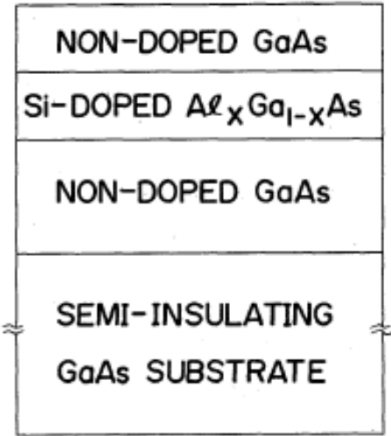 NON-DOPED GaAs
Si-DOPED AlₓGa₁₋ₓAs
NON-DOPED GaAs
SEMI-INSULATING
GaAs SUBSTRATE